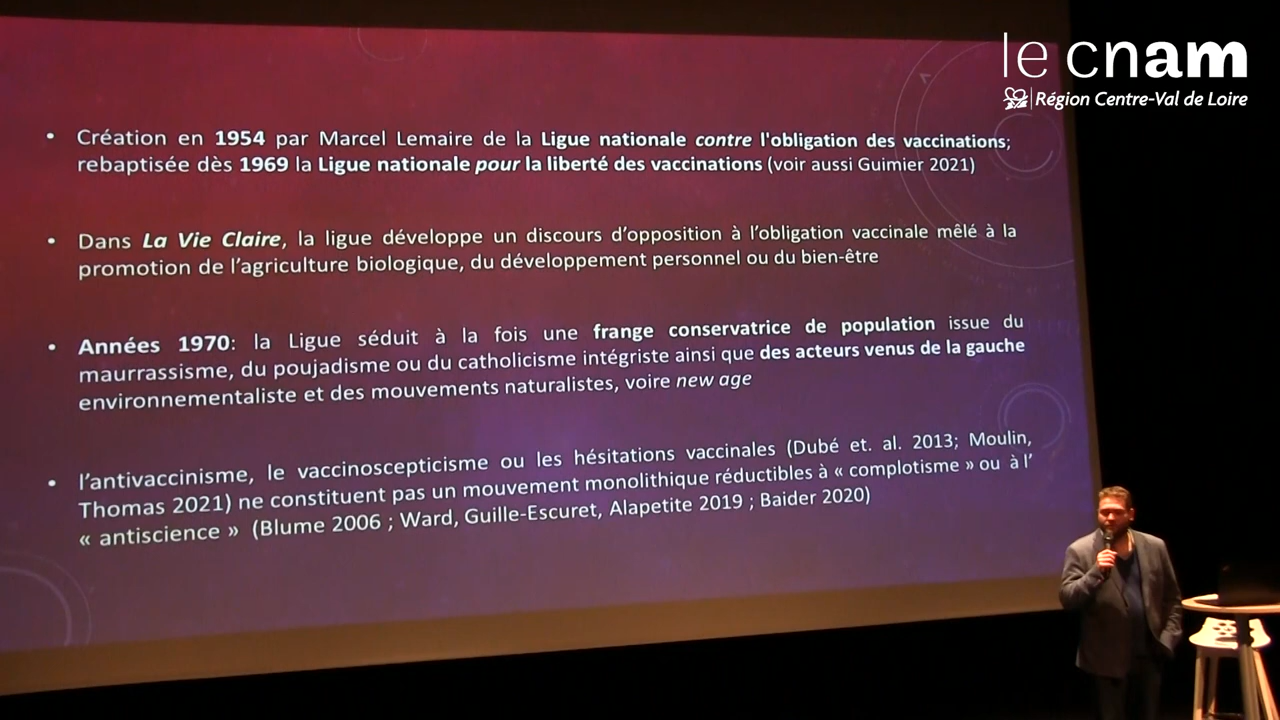 le cnam
Région Centre-Val de Loire
• Création en 1954 par Marcel Lemaire de la Ligue nationale contre l'obligation des vaccinations;
rebaptisée dès 1969 la Ligue nationale pour la liberté des vaccinations (voir aussi Guimier 2021)
• Dans La Vie Claire, la ligue développe un discours d’opposition à l’obligation vaccinale mêlé à la
promotion de l’agriculture biologique, du développement personnel ou du bien-être
• Années 1970: la Ligue séduit à la fois une frange conservatrice de population issue du
maurrassisme, du poujadisme ou du catholicisme intégriste ainsi que des acteurs venus de la gauche
environnementaliste et des mouvements naturalistes, voire new age
• l’antivaccinisme, le vaccinoscepticisme ou les hésitations vaccinales (Dubé et. al. 2013; Moulin,
Thomas 2021) ne constituent pas un mouvement monolithique réductibles à « complotisme » ou à l’
« antiscience » (Blume 2006 ; Ward, Guille-Escuret, Alapetite 2019 ; Baider 2020)